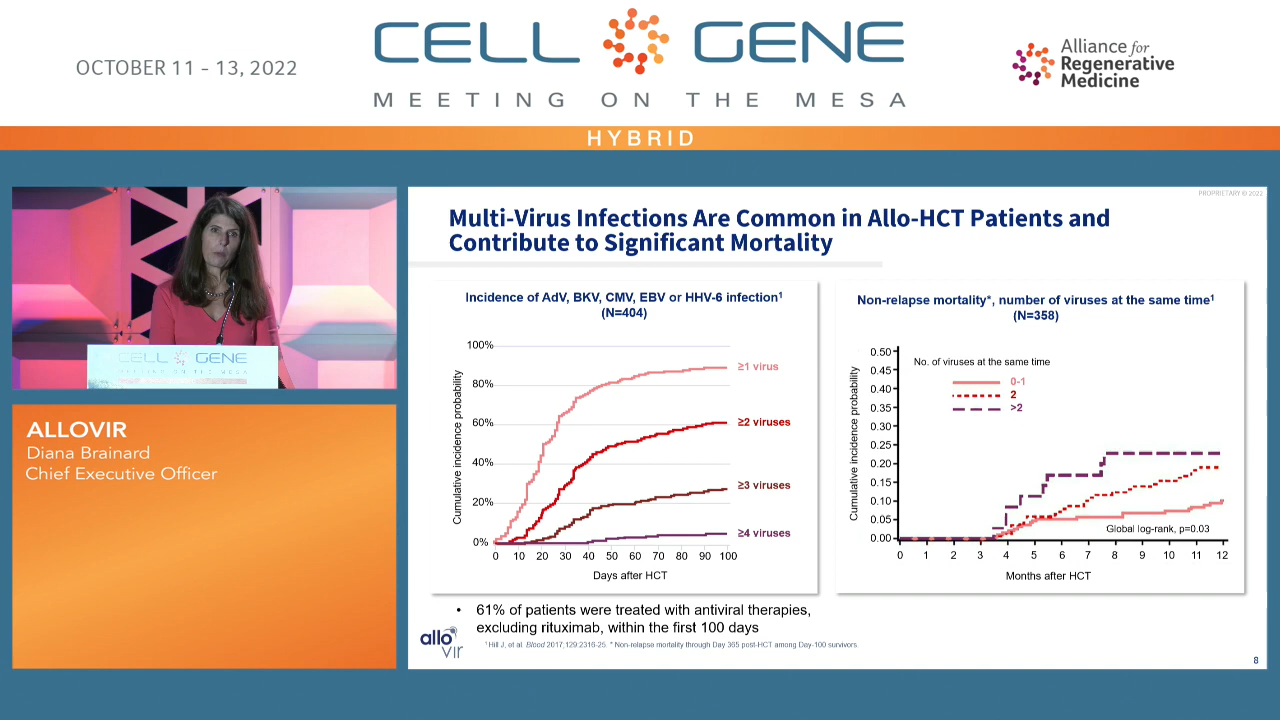 OCTOBER 11 - 13, 2022
CELL GENE
MEETING ON THE MESA
Alliance for
Regenerative
Medicine
HYBRID
CELL GENE
MEETING ON THE MESA
ALLOVIR
Diana Brainard
Chief Executive Officer
PROPRIETARY © 2022
Multi-Virus Infections Are Common in Allo-HCT Patients and
Contribute to Significant Mortality
Incidence of AdV, BKV, CMV, EBV or HHV-6 infection¹
(N=404)
Cumulative incidence probability
100%
80%
60%
40%
20%
0%
≥1 virus
≥2 viruses
≥3 viruses
≥4 viruses
0 10 20 30 40 50 60 70 80 90 100
Days after HCT
Non-relapse mortality*, number of viruses at the same time¹
(N=358)
Cumulative incidence probability
0.50
0.45
0.40
0.35
0.30
0.25
0.20
0.15
0.10
0.05
0.00
No. of viruses at the same time
0-1
2
>2
Global log-rank, p=0.03
0 1 2 3 4 5 6 7 8 9 10 11 12
Months after HCT
• 61% of patients were treated with antiviral therapies,
excluding rituximab, within the first 100 days
allo
vir
¹ Hill J, et al. Blood 2017;129:2316-25. * Non-relapse mortality through Day 365 post-HCT among Day-100 survivors.
8